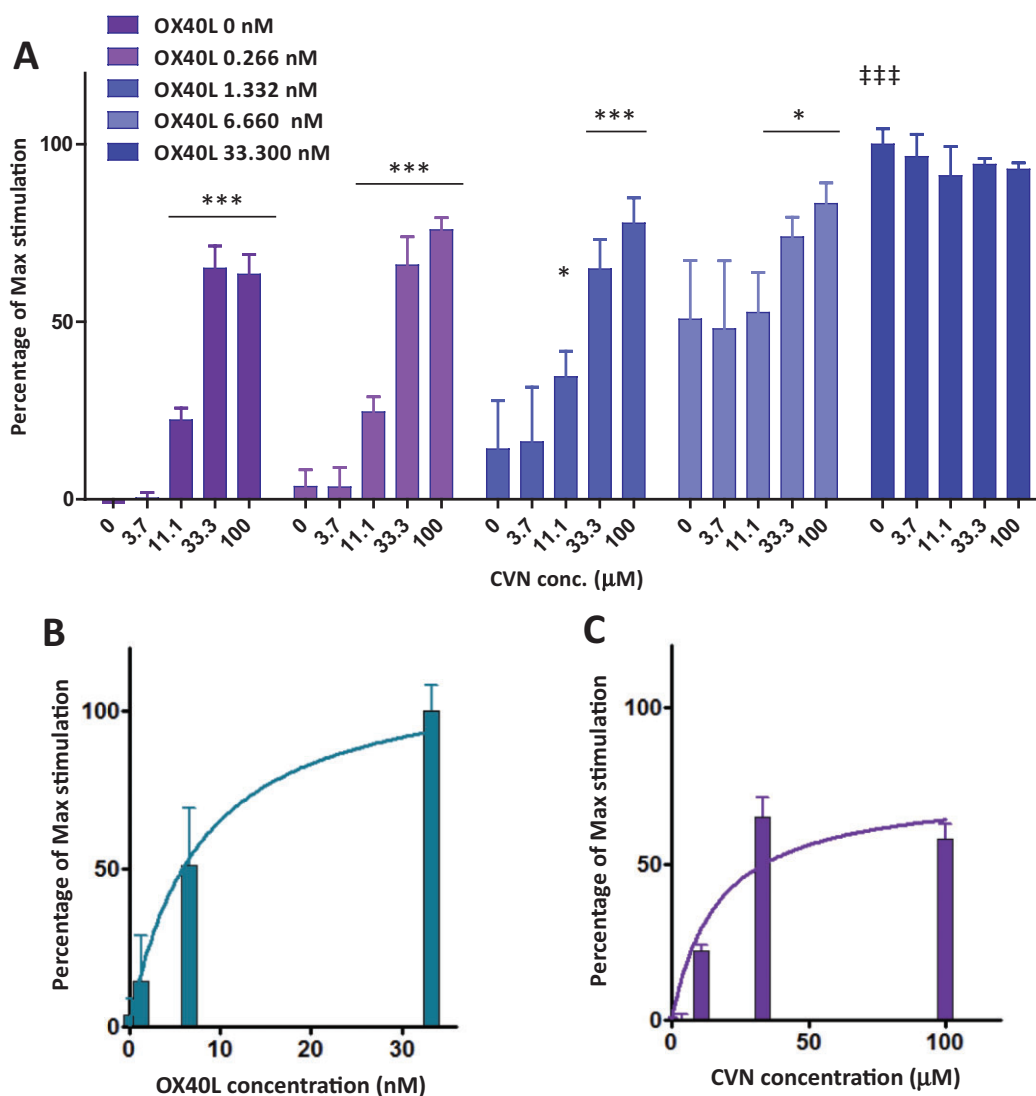 A
OX40L 0 nM
OX40L 0.266 nM
OX40L 1.332 nM
OX40L 6.660 nM
OX40L 33.300 nM
Percentage of Max stimulation
100
50
0
***
***
*
***
*
‡‡‡
0 3.7 11.1 33.3 100 0 3.7 11.1 33.3 100 0 3.7 11.1 33.3 100 0 3.7 11.1 33.3 100 0 3.7 11.1 33.3 100
CVN conc. (μM)
B
Percentage of Max stimulation
100
50
0
0 10 20 30
OX40L concentration (nM)
C
Percentage of Max stimulation
100
50
0
0 50 100
CVN concentration (μM)